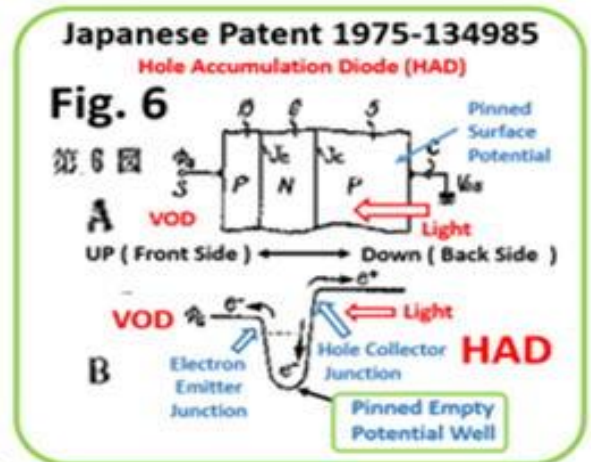 Japanese Patent 1975-134985
Hole Accumulation Diode (HAD)
Fig. 6
Pinned
Surface
Potential
第 6 図
S
Je
Jc
P
N
P
A
VOD
Light
UP ( Front Side )
Down ( Back Side )
e⁺
VOD
e⁻
Light
Electron
Emitter
Junction
e⁻
Hole Collector
Junction
HAD
B
Pinned Empty
Potential Well